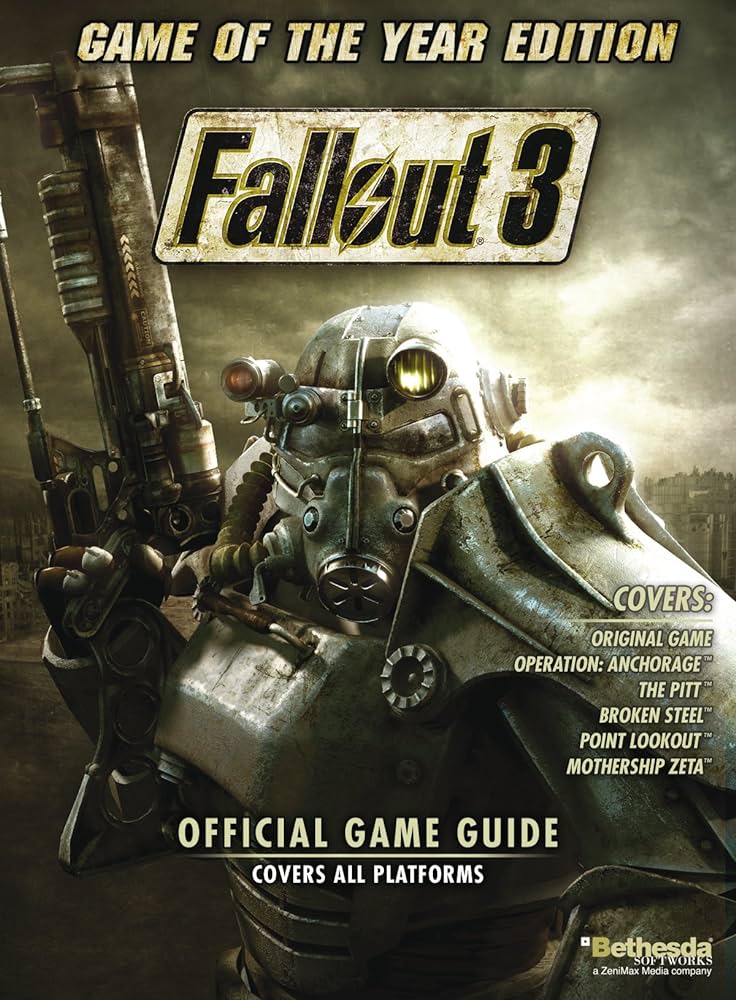 GAME OF THE YEAR EDITION
Fallout 3®
CAUTION
COVERS:
ORIGINAL GAME
OPERATION: ANCHORAGE™
THE PITT™
BROKEN STEEL™
POINT LOOKOUT™
MOTHERSHIP ZETA™
OFFICIAL GAME GUIDE
COVERS ALL PLATFORMS
Bethesda®
SOFTWORKS
a ZeniMax Media company